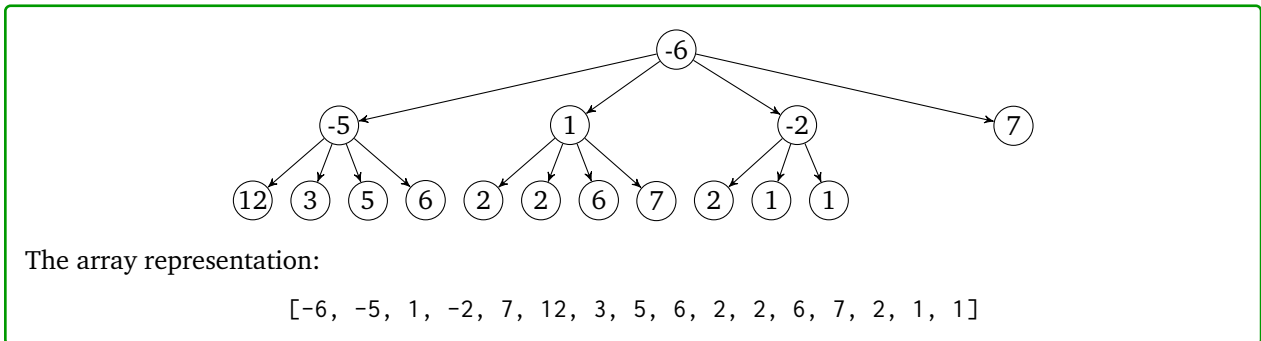 -6
-5 1 -2 7
12 3 5 6 2 2 6 7 2 1 1
The array representation:
[-6, -5, 1, -2, 7, 12, 3, 5, 6, 2, 2, 6, 7, 2, 1, 1]